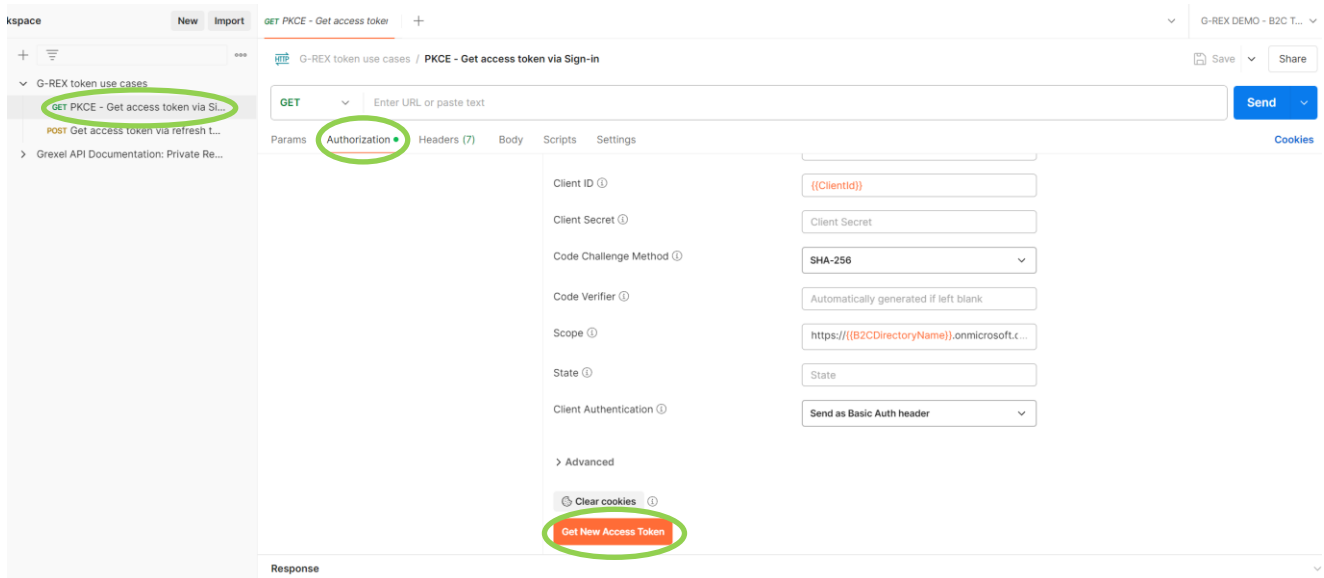 kspace New Import GET PKCE - Get access token G-REX DEMO - B2C T...
G-REX token use cases / PKCE - Get access token via Sign-in Save Share
G-REX token use cases
GET PKCE - Get access token via Si...
POST Get access token via refresh t...
Grexel API Documentation: Private Re...
GET Enter URL or paste text Send
Params Authorization Headers (7) Body Scripts Settings Cookies
Client ID {{ClientId}}
Client Secret Client Secret
Code Challenge Method SHA-256
Code Verifier Automatically generated if left blank
Scope https://{{B2CDirectoryName}}.onmicrosoft.c...
State State
Client Authentication Send as Basic Auth header
Advanced
Clear cookies
Get New Access Token
Response